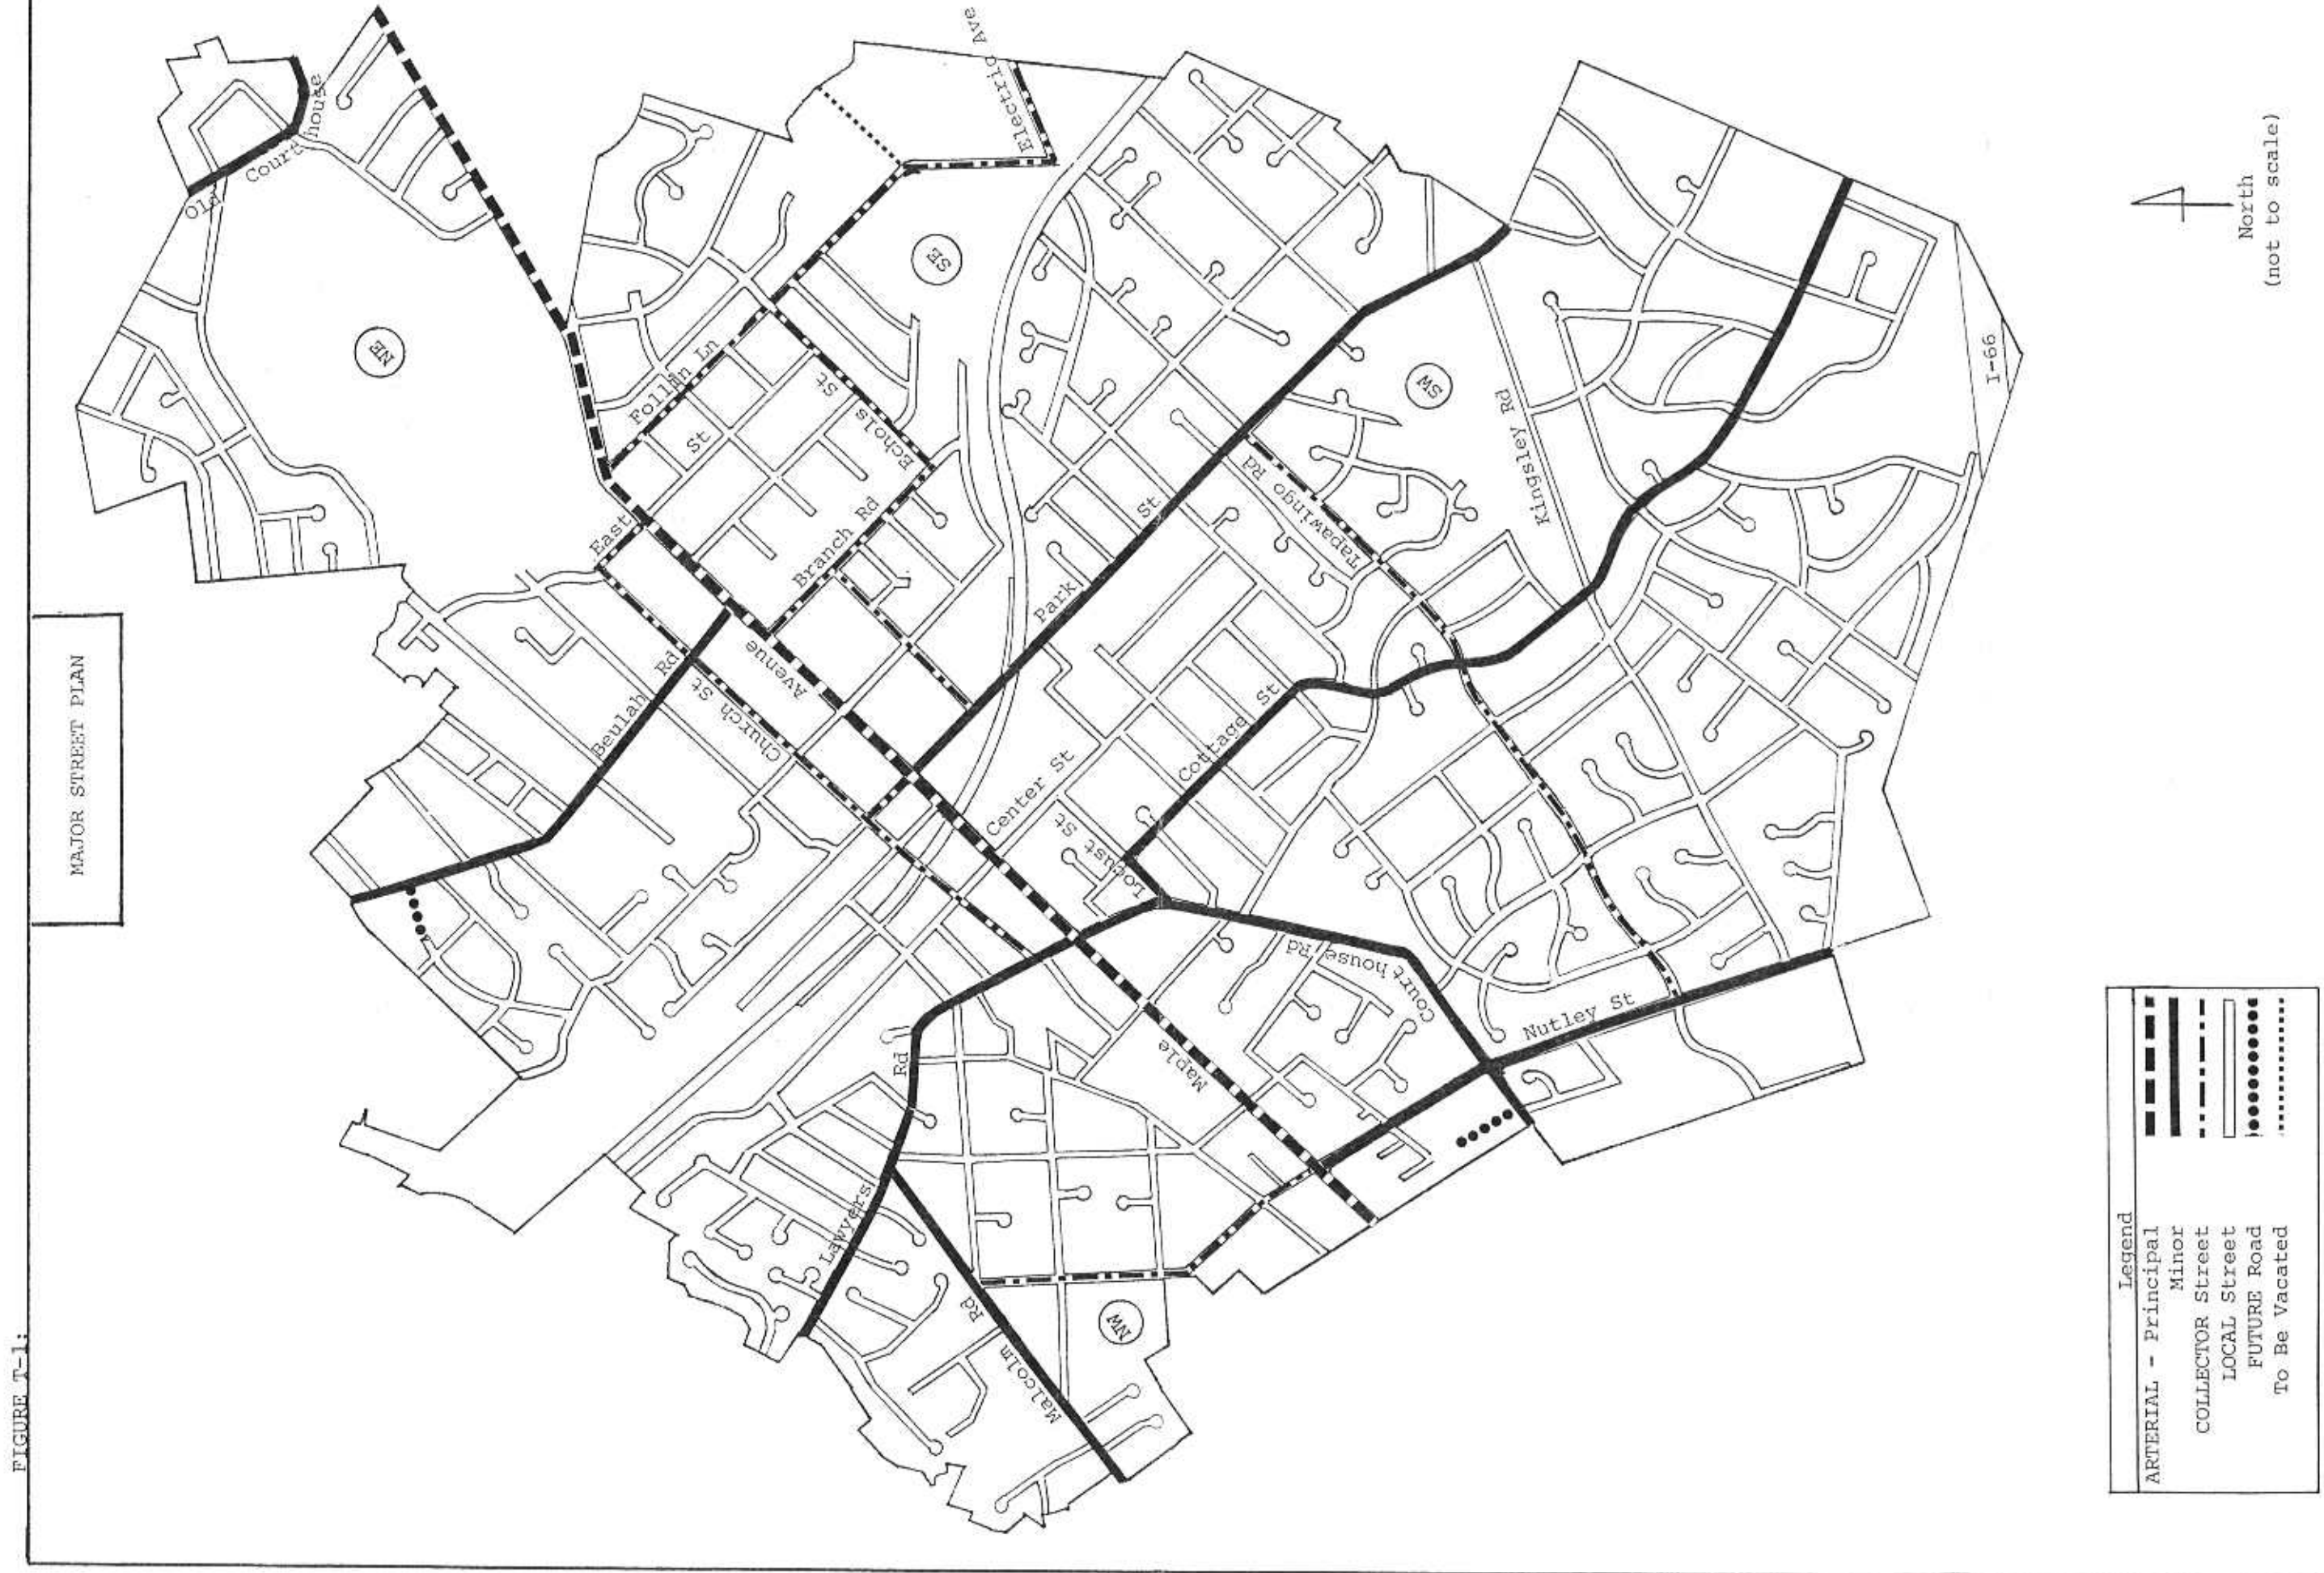 FIGURE T-1:
MAJOR STREET PLAN
Old
Court
house
NE
Electric Ave
SE
Follin Ln
St
St
Echols
East
Branch Rd
Beulah
Rd
Church St
Avenue
Park
St
Center St
Tapawingo Rd
SW
Kingsley Rd
I-66
Cottage St
Locust St
Court house Rd
Nutley St
Maple
Rd
Lawyers
Rd
Malcolm
NW
North
(not to scale)
Legend
ARTERIAL - Principal
Minor
COLLECTOR Street
LOCAL Street
FUTURE Road
To Be Vacated